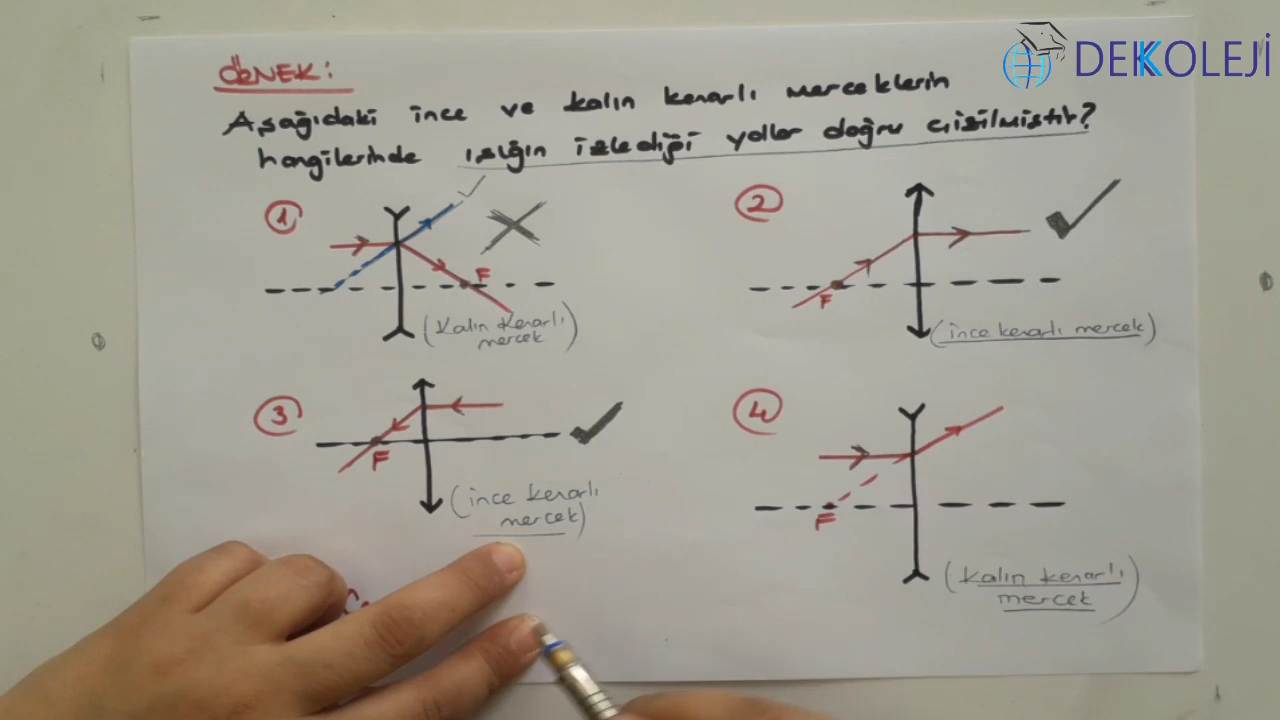 DEKKOLEJİ
ÖRNEK:
Aşağıdaki ince ve kalın kenarlı merceklerin
hangilerinde ışığın izlediği yollar doğru çizilmiştir?
1
F
(Kalın Kenarlı
mercek)
2
F
(ince kenarlı mercek)
3
F
(ince kenarlı
mercek)
4
F
(Kalın kenarlı
mercek)